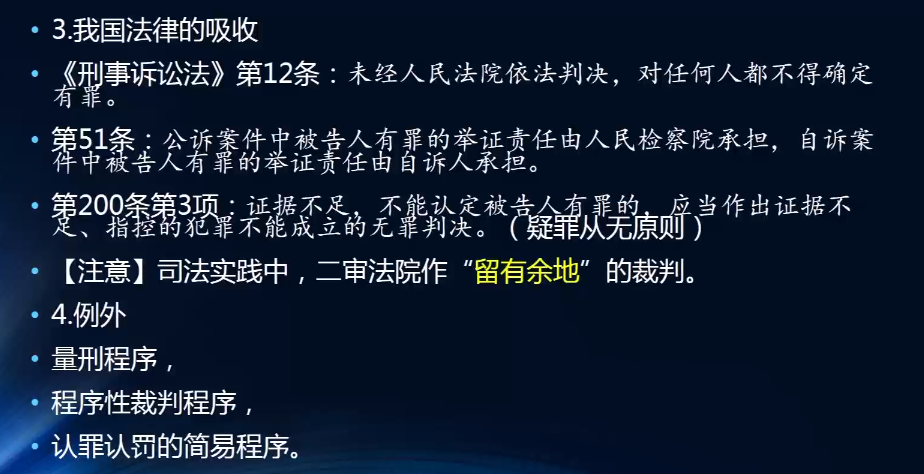 • 3.我国法律的吸收
• 《刑事诉讼法》第12条：未经人民法院依法判决，对任何人都不得确定
有罪。
• 第51条：公诉案件中被告人有罪的举证责任由人民检察院承担，自诉案
件中被告人有罪的举证责任由自诉人承担。
• 第200条第3项：证据不足，不能认定被告人有罪的，应当作出证据不
足、指控的犯罪不能成立的无罪判决。（疑罪从无原则）
• 【注意】司法实践中，二审法院作“留有余地”的裁判。
• 4.例外
• 量刑程序，
• 程序性裁判程序，
• 认罪认罚的简易程序。